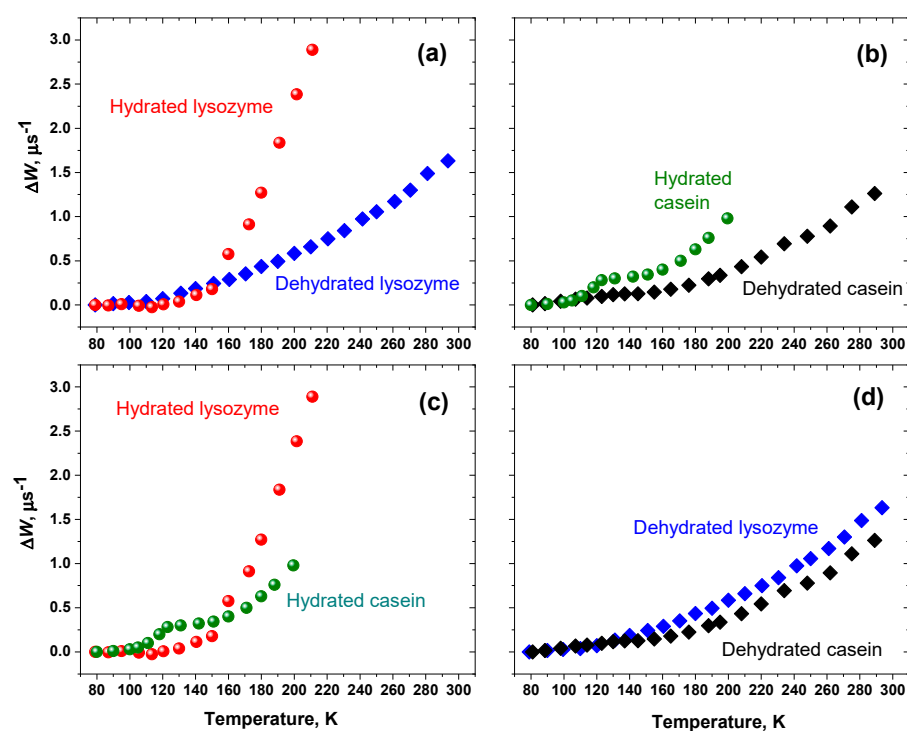 (a)
3.0
2.5
2.0
1.5
1.0
0.5
0.0
ΔW, μs-1
Hydrated lysozyme
Dehydrated lysozyme
80 100 120 140 160 180 200 220 240 260 280 300
(b)
Hydrated
casein
Dehydrated casein
80 100 120 140 160 180 200 220 240 260 280 300
(c)
3.0
2.5
2.0
1.5
1.0
0.5
0.0
ΔW, μs-1
Hydrated lysozyme
Hydrated casein
80 100 120 140 160 180 200 220 240 260 280 300
Temperature, K
(d)
Dehydrated lysozyme
Dehydrated casein
80 100 120 140 160 180 200 220 240 260 280 300
Temperature, K